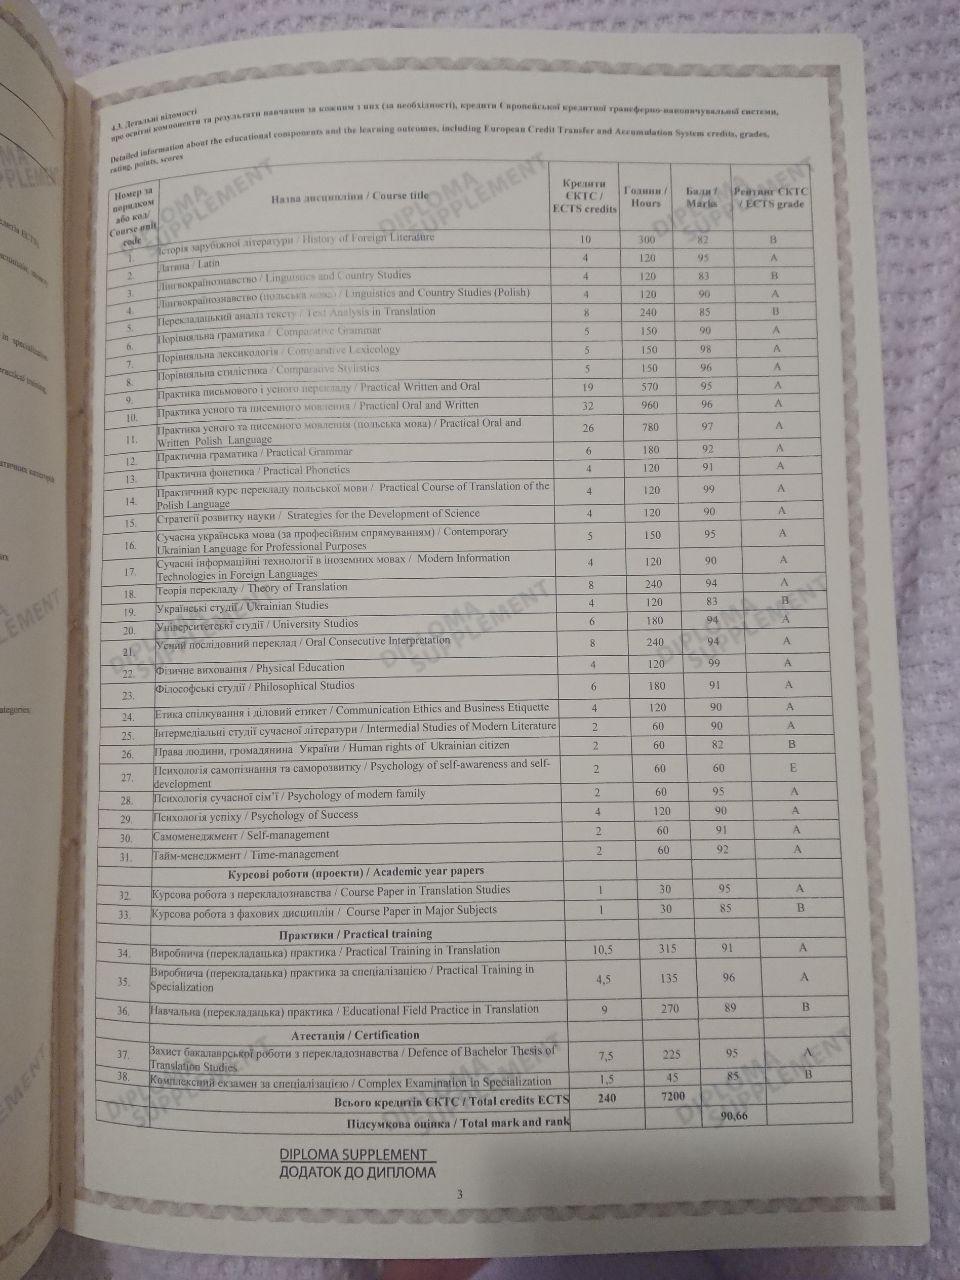 4.3. Детальні відомості
про освітні компоненти та результати навчання за кожним з них (за необхідності), кредити Європейської кредитної трансферно-накопичувальної системи,
Detailed information about the educational components and the learning outcomes, including European Credit Transfer and Accumulation System credits, grades,
rating, points, scores
Номер за порядком або код/ Course unit code | Назва дисципліни / Course title | Кредити ЄКТС / ECTS credits | Години / Hours | Бали / Marks | Рейтинг ЄКТС / ECTS grade
1. Історія зарубіжної літератури / History of Foreign Literature 10 300 82 B
2. Латина / Latin 4 120 95 A
3. Лінгвокраїнознавство / Linguistics and Country Studies 4 120 83 B
4. Лінгвокраїнознавство (польська мова) / Linguistics and Country Studies (Polish) 4 120 90 A
5. Перекладацький аналіз тексту / Text Analysis in Translation 8 240 85 B
6. Порівняльна граматика / Comparative Grammar 5 150 90 A
7. Порівняльна лексикологія / Comparative Lexicology 5 150 98 A
8. Порівняльна стилістика / Comparative Stylistics 5 150 96 A
9. Практика письмового і усного перекладу / Practical Written and Oral 19 570 95 A
10. Практика усного та писемного мовлення / Practical Oral and Written 32 960 96 A
11. Практика усного та писемного мовлення (польська мова) / Practical Oral and
Written Polish Language 26 780 97 A
12. Практична граматика / Practical Grammar 6 180 92 A
13. Практична фонетика / Practical Phonetics 4 120 91 A
14. Практичний курс перекладу польської мови / Practical Course of Translation of the
Polish Language 4 120 99 A
15. Стратегії розвитку науки / Strategies for the Development of Science 4 120 90 A
16. Сучасна українська мова (за професійним спрямуванням) / Contemporary
Ukrainian Language for Professional Purposes 5 150 95 A
17. Сучасні інформаційні технології в іноземних мовах / Modern Information
Technologies in Foreign Languages 4 120 90 A
18. Теорія перекладу / Theory of Translation 8 240 94 A
19. Українські студії / Ukrainian Studies 4 120 83 B
20. Університетські студії / University Studies 6 180 94 A
21. Усний послідовний переклад / Oral Consecutive Interpretation 8 240 94 A
22. Фізичне виховання / Physical Education 4 120 99 A
23. Філософські студії / Philosophical Studies 6 180 91 A
24. Етика спілкування і діловий етикет / Communication Ethics and Business Etiquette 4 120 90 A
25. Інтермедіальні студії сучасної літератури / Intermedial Studies of Modern Literature 2 60 90 A
26. Права людини, громадянина України / Human rights of Ukrainian citizen 2 60 82 B
27. Психологія самопізнання та саморозвитку / Psychology of self-awareness and self-
development 2 60 60 E
28. Психологія сучасної сім'ї / Psychology of modern family 2 60 95 A
29. Психологія успіху / Psychology of Success 4 120 90 A
30. Самоменеджмент / Self-management 2 60 91 A
31. Тайм-менеджмент / Time-management 2 60 92 A
Курсові роботи (проекти) / Academic year papers
32. Курсова робота з перекладознавства / Course Paper in Translation Studies 1 30 95 A
33. Курсова робота з фахових дисциплін / Course Paper in Major Subjects 1 30 85 B
Практики / Practical training
34. Виробнича (перекладацька) практика / Practical Training in Translation 10,5 315 91 A
35. Виробнича (перекладацька) практика за спеціалізацією / Practical Training in
Specialization 4,5 135 96 A
36. Навчальна (перекладацька) практика / Educational Field Practice in Translation 9 270 89 B
Атестація / Certification
37. Захист бакалаврської роботи з перекладознавства / Defence of Bachelor Thesis of
Translation Studies 7,5 225 95 A
38. Комплексний екзамен за спеціалізацією / Complex Examination in Specialization 1,5 45 85 B
Всього кредитів ЄКТС / Total credits ECTS 240 7200
Підсумкова оцінка / Total mark and rank 90,66
DIPLOMA SUPPLEMENT
ДОДАТОК ДО ДИПЛОМА
3